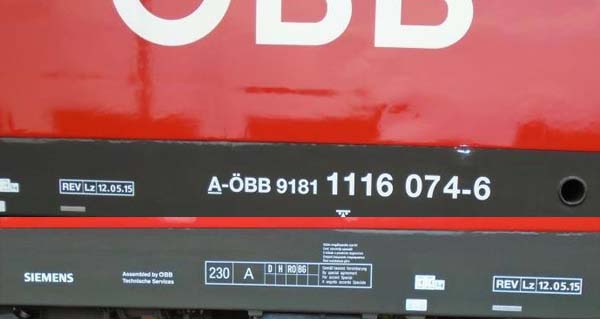 ÖBB
REV Lz 12.05.15
A-ÖBB 9181 1116 074-6
SIEMENS
Assembled by ÖBB
Technische Services
230 A D H RO BG
REV Lz 12.05.15